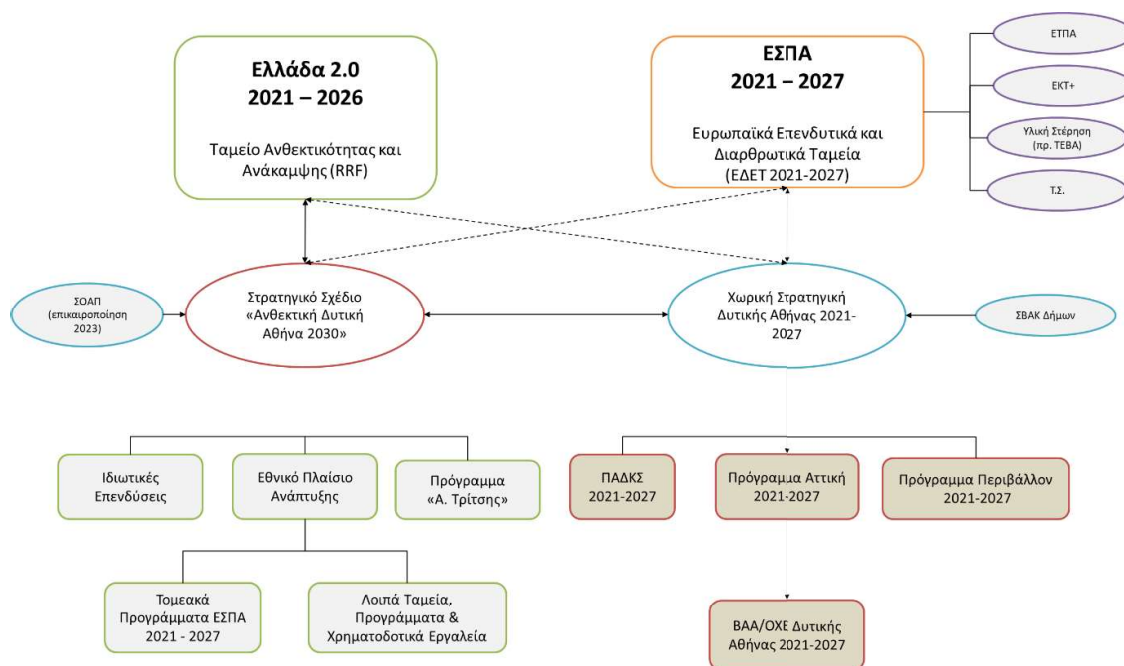 Ελλάδα 2.0
2021 – 2026
Ταμείο Ανθεκτικότητας και
Ανάκαμψης (RRF)
ΕΣΠΑ
2021 – 2027
Ευρωπαϊκά Επενδυτικά και
Διαρθρωτικά Ταμεία
(ΕΔΕΤ 2021-2027)
ΕΤΠΑ
ΕΚΤ+
Υλική Στέρηση
(πρ. ΤΕΒΑ)
Τ.Σ.
ΣΟΑΠ
(επικαιροποίηση
2023)
Στρατηγικό Σχέδιο
«Ανθεκτική Δυτική
Αθήνα 2030»
Χωρική Στρατηγική
Δυτικής Αθήνας 2021-
2027
ΣΒΑΚ Δήμων
Ιδιωτικές
Επενδύσεις
Εθνικό Πλαίσιο
Ανάπτυξης
Πρόγραμμα
«Α. Τρίτσης»
ΠΑΔΚΣ
2021-2027
Πρόγραμμα Αττική
2021-2027
Πρόγραμμα Περιβάλλον
2021-2027
Τομεακά
Προγράμματα ΕΣΠΑ
2021 - 2027
Λοιπά Ταμεία,
Προγράμματα &
Χρηματοδοτικά Εργαλεία
ΒΑΑ/ΟΧΕ Δυτικής
Αθήνας 2021-2027